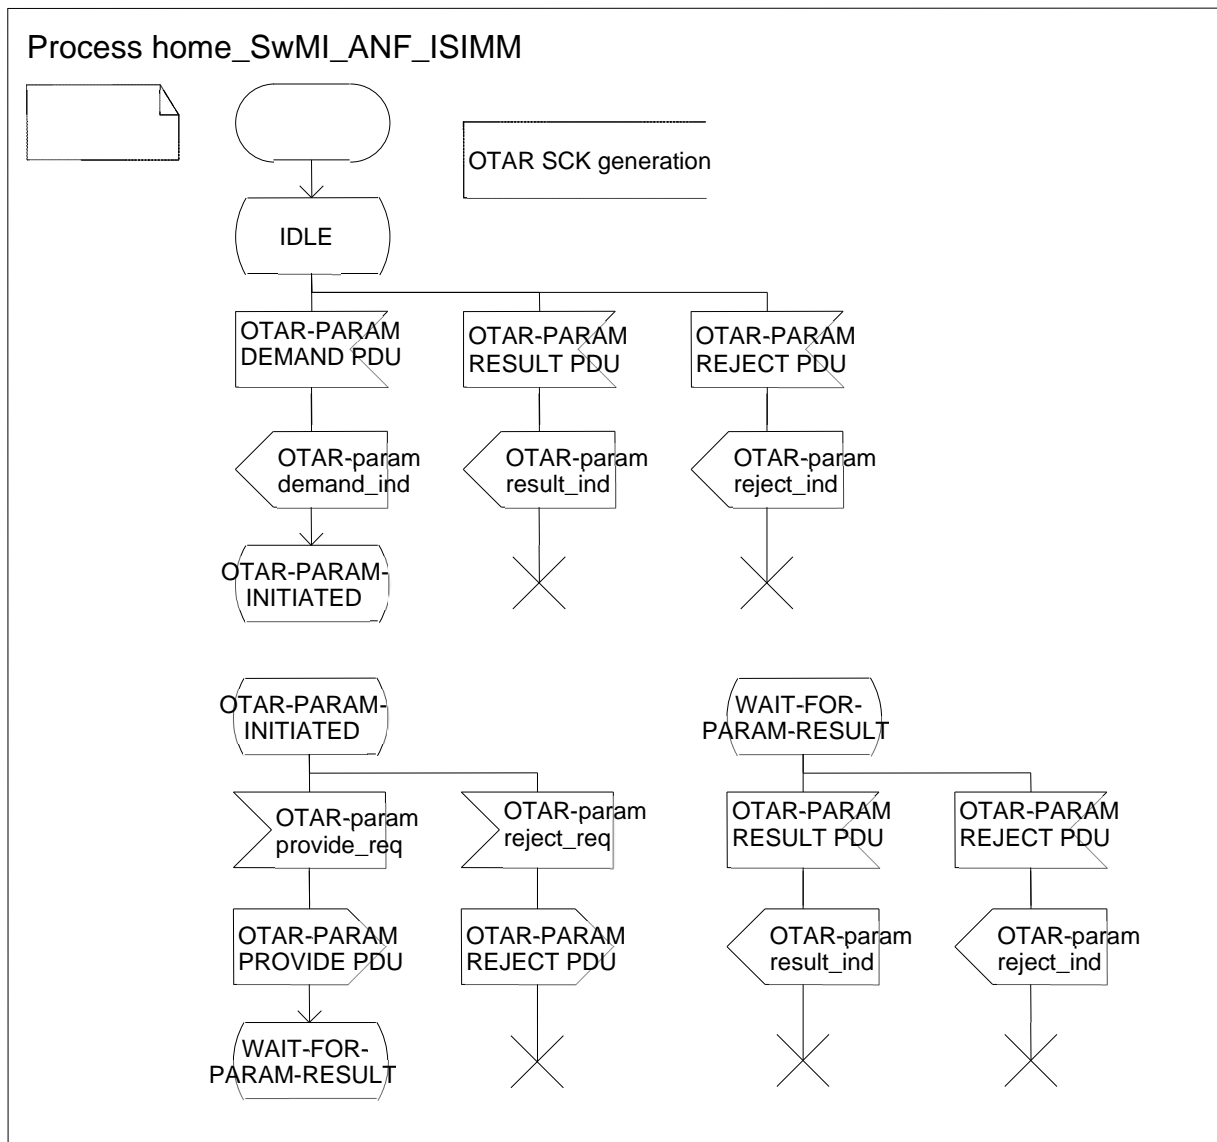 Process home_SwMI_ANF_ISIMM
OTAR SCK generation
IDLE
OTAR-PARAM
DEMAND PDU
OTAR-PARAM
RESULT PDU
OTAR-PARAM
REJECT PDU
OTAR-param
demand_ind
OTAR-param
result_ind
OTAR-param
reject_ind
OTAR-PARAM-
INITIATED
OTAR-PARAM-
INITIATED
WAIT-FOR-
PARAM-RESULT
OTAR-param
provide_req
OTAR-param
reject_req
OTAR-PARAM
RESULT PDU
OTAR-PARAM
REJECT PDU
OTAR-PARAM
PROVIDE PDU
OTAR-PARAM
REJECT PDU
OTAR-param
result_ind
OTAR-param
reject_ind
WAIT-FOR-
PARAM-RESULT